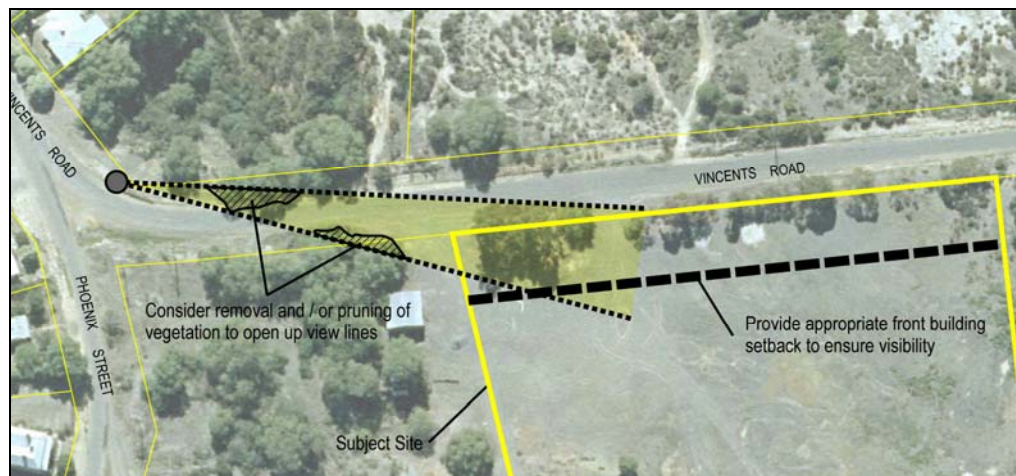 VINCENTS ROAD
VINCENTS ROAD
PHOENIX STREET
Consider removal and / or pruning of
vegetation to open up view lines
Provide appropriate front building
setback to ensure visibility
Subject Site